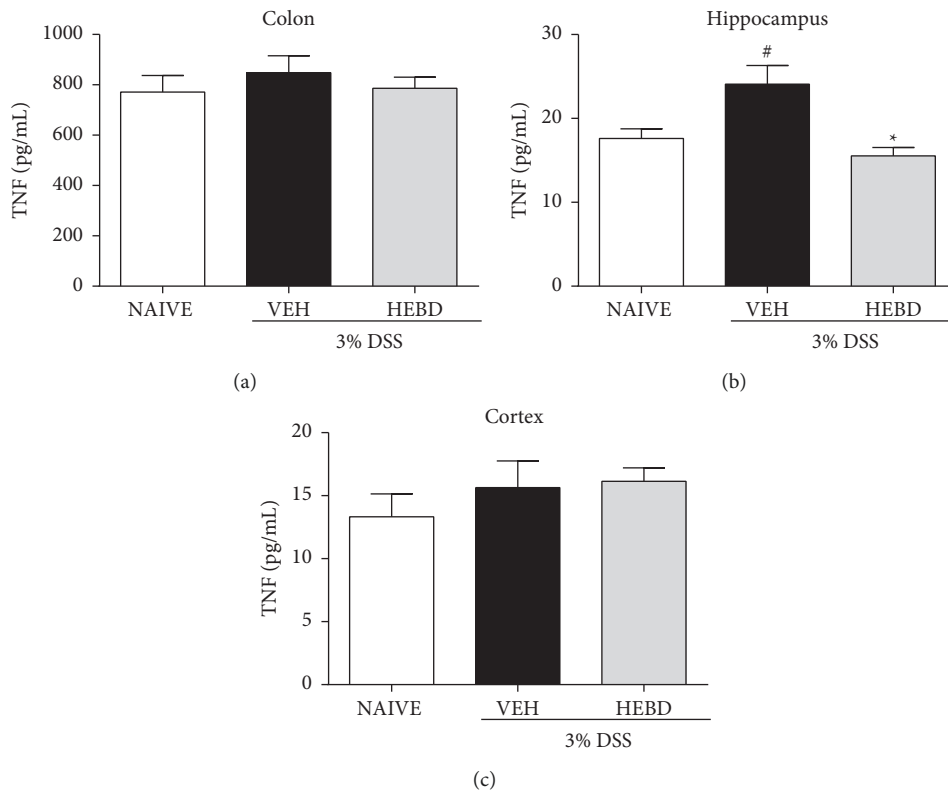 Colon
1000
800
600
400
200
0
TNF (pg/mL)
NAIVE VEH HEBD
3% DSS
(a)
Hippocampus
30
20
10
0
TNF (pg/mL)
#
*
NAIVE VEH HEBD
3% DSS
(b)
Cortex
20
15
10
5
0
TNF (pg/mL)
NAIVE VEH HEBD
3% DSS
(c)